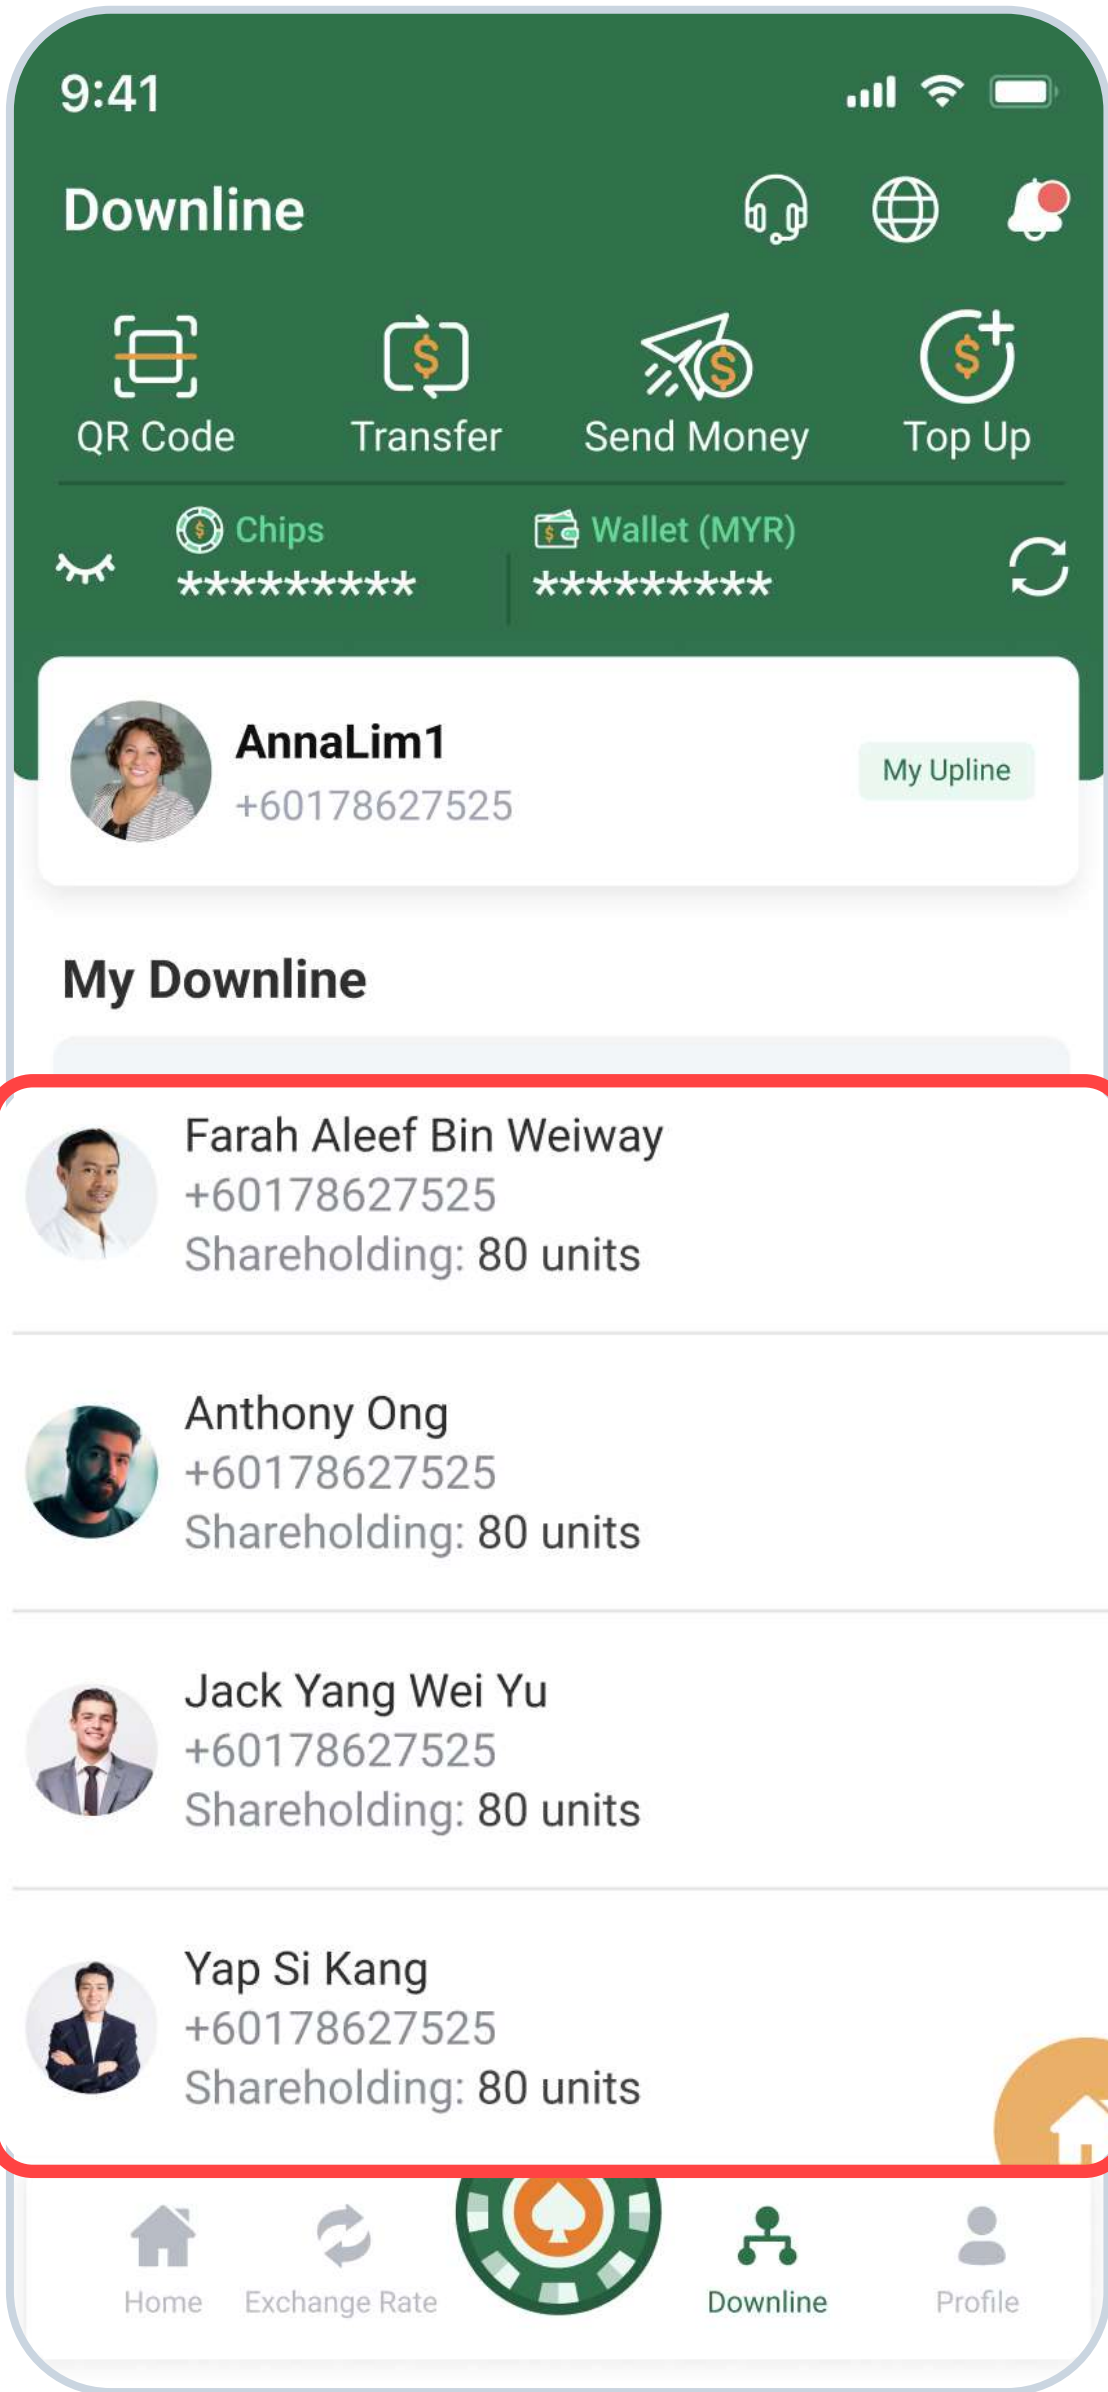 9:41
Downline
QR Code
Transfer
Send Money
Top Up
Chips
Wallet (MYR)
*********
*********
AnnaLim1
+60178627525
My Upline
My Downline
Farah Aleef Bin Weiway
+60178627525
Shareholding: 80 units
Anthony Ong
+60178627525
Shareholding: 80 units
Jack Yang Wei Yu
+60178627525
Shareholding: 80 units
Yap Si Kang
+60178627525
Shareholding: 80 units
Home
Exchange Rate
Downline
Profile